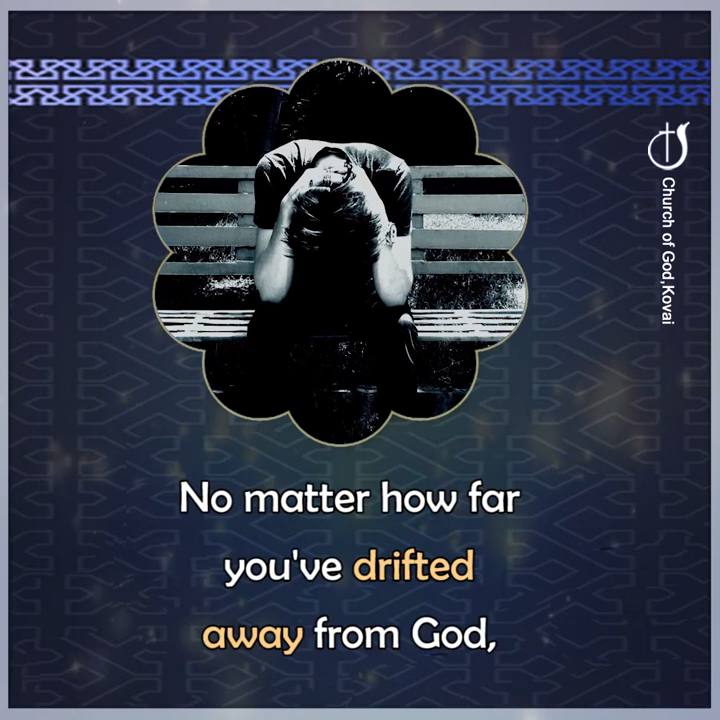 Church of God,Kovai
No matter how far
you've drifted
away from God,